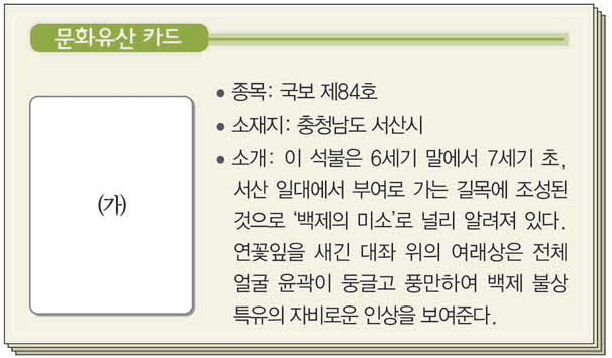 문화유산 카드
(가)
● 종목: 국보 제84호
● 소재지: 충청남도 서산시
● 소개: 이 석불은 6세기 말에서 7세기 초,
서산 일대에서 부여로 가는 길목에 조성된
것으로 ‘백제의 미소’로 널리 알려져 있다.
연꽃잎을 새긴 대좌 위의 여래상은 전체
얼굴 윤곽이 둥글고 풍만하여 백제 불상
특유의 자비로운 인상을 보여준다.